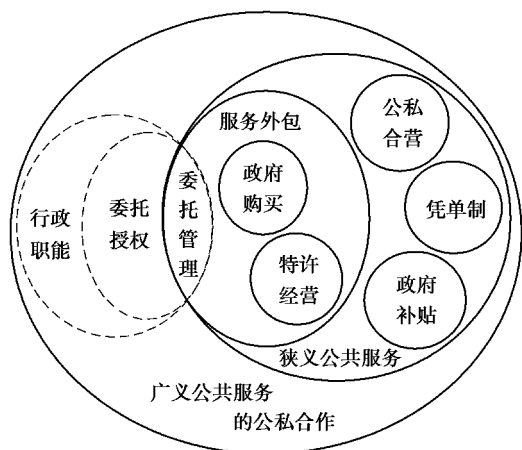 公私
合营
服务外包
政府
购买
委
托
管
理
委托
授权
行政
职能
凭单制
特许
经营
政府
补贴
狭义公共服务
广义公共服务
的公私合作